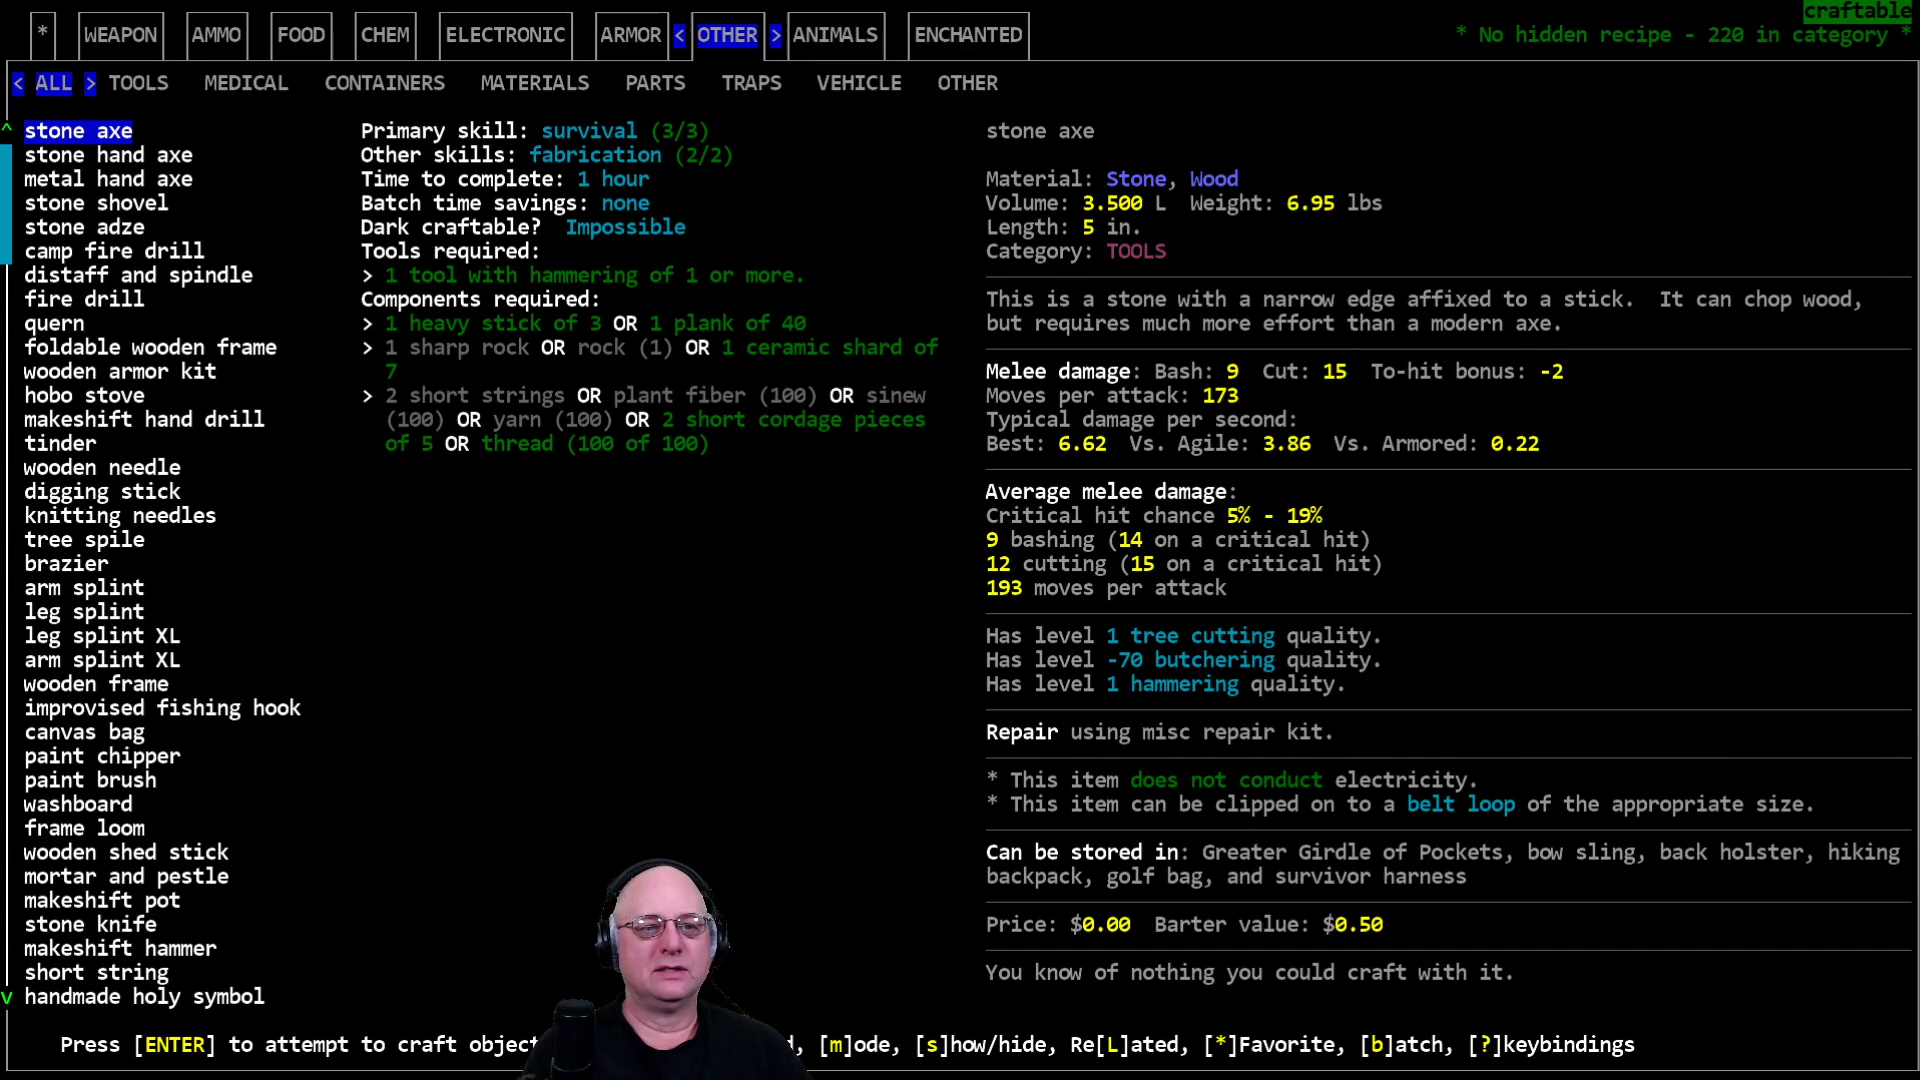 craftable
* WEAPON AMMO FOOD CHEM ELECTRONIC ARMOR < OTHER > ANIMALS ENCHANTED
* No hidden recipe - 220 in category *
< ALL > TOOLS MEDICAL CONTAINERS MATERIALS PARTS TRAPS VEHICLE OTHER
^
stone axe
stone hand axe
metal hand axe
stone shovel
stone adze
camp fire drill
distaff and spindle
fire drill
quern
foldable wooden frame
wooden armor kit
hobo stove
makeshift hand drill
tinder
wooden needle
digging stick
knitting needles
tree spile
brazier
arm splint
leg splint
leg splint XL
arm splint XL
wooden frame
improvised fishing hook
canvas bag
paint chipper
paint brush
washboard
frame loom
wooden shed stick
mortar and pestle
makeshift pot
stone knife
makeshift hammer
short string
v handmade holy symbol
Primary skill: survival (3/3)
Other skills: fabrication (2/2)
Time to complete: 1 hour
Batch time savings: none
Dark craftable? Impossible
Tools required:
> 1 tool with hammering of 1 or more.
Components required:
> 1 heavy stick of 3 OR 1 plank of 40
> 1 sharp rock OR rock (1) OR 1 ceramic shard of
7
> 2 short strings OR plant fiber (100) OR sinew
(100) OR yarn (100) OR 2 short cordage pieces
of 5 OR thread (100 of 100)
stone axe
Material: Stone, Wood
Volume: 3.500 L Weight: 6.95 lbs
Length: 5 in.
Category: TOOLS
This is a stone with a narrow edge affixed to a stick. It can chop wood,
but requires much more effort than a modern axe.
Melee damage: Bash: 9 Cut: 15 To-hit bonus: -2
Moves per attack: 173
Typical damage per second:
Best: 6.62 Vs. Agile: 3.86 Vs. Armored: 0.22
Average melee damage:
Critical hit chance 5% - 19%
9 bashing (14 on a critical hit)
12 cutting (15 on a critical hit)
193 moves per attack
Has level 1 tree cutting quality.
Has level -70 butchering quality.
Has level 1 hammering quality.
Repair using misc repair kit.
* This item does not conduct electricity.
* This item can be clipped on to a belt loop of the appropriate size.
Can be stored in: Greater Girdle of Pockets, bow sling, back holster, hiking
backpack, golf bag, and survivor harness
Price: $0.00 Barter value: $0.50
You know of nothing you could craft with it.
Press [ENTER] to attempt to craft object d, [m]ode, [s]how/hide, Re[L]ated, [*]Favorite, [b]atch, [?]keybindings